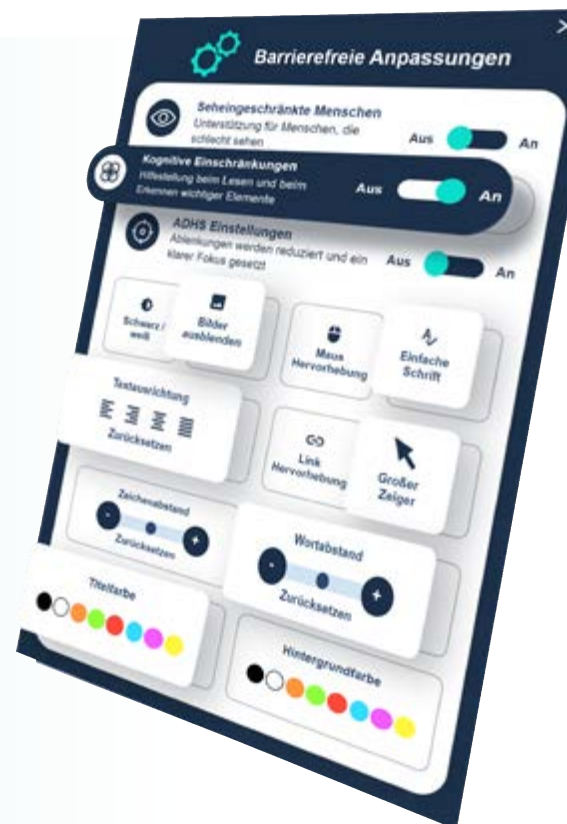 Barrierefreie Anpassungen
Seheingeschränkte Menschen
Unterstützung für Menschen, die
schlecht sehen
Aus An
Kognitive Einschränkungen
Hilfestellung beim Lesen und beim
Erkennen wichtiger Elemente
Aus An
ADHS Einstellungen
Ablenkungen werden reduziert und ein
klarer Fokus gesetzt
Aus An
Schwarz /
weiß
Bilder
ausblenden
Maus
Hervorhebung
Einfache
Schrift
Textausrichtung
Zurücksetzen
Link
Hervorhebung
Großer
Zeiger
Zeichenabstand
- +
Zurücksetzen
Wortabstand
- +
Zurücksetzen
Titelfarbe
Hintergrundfarbe